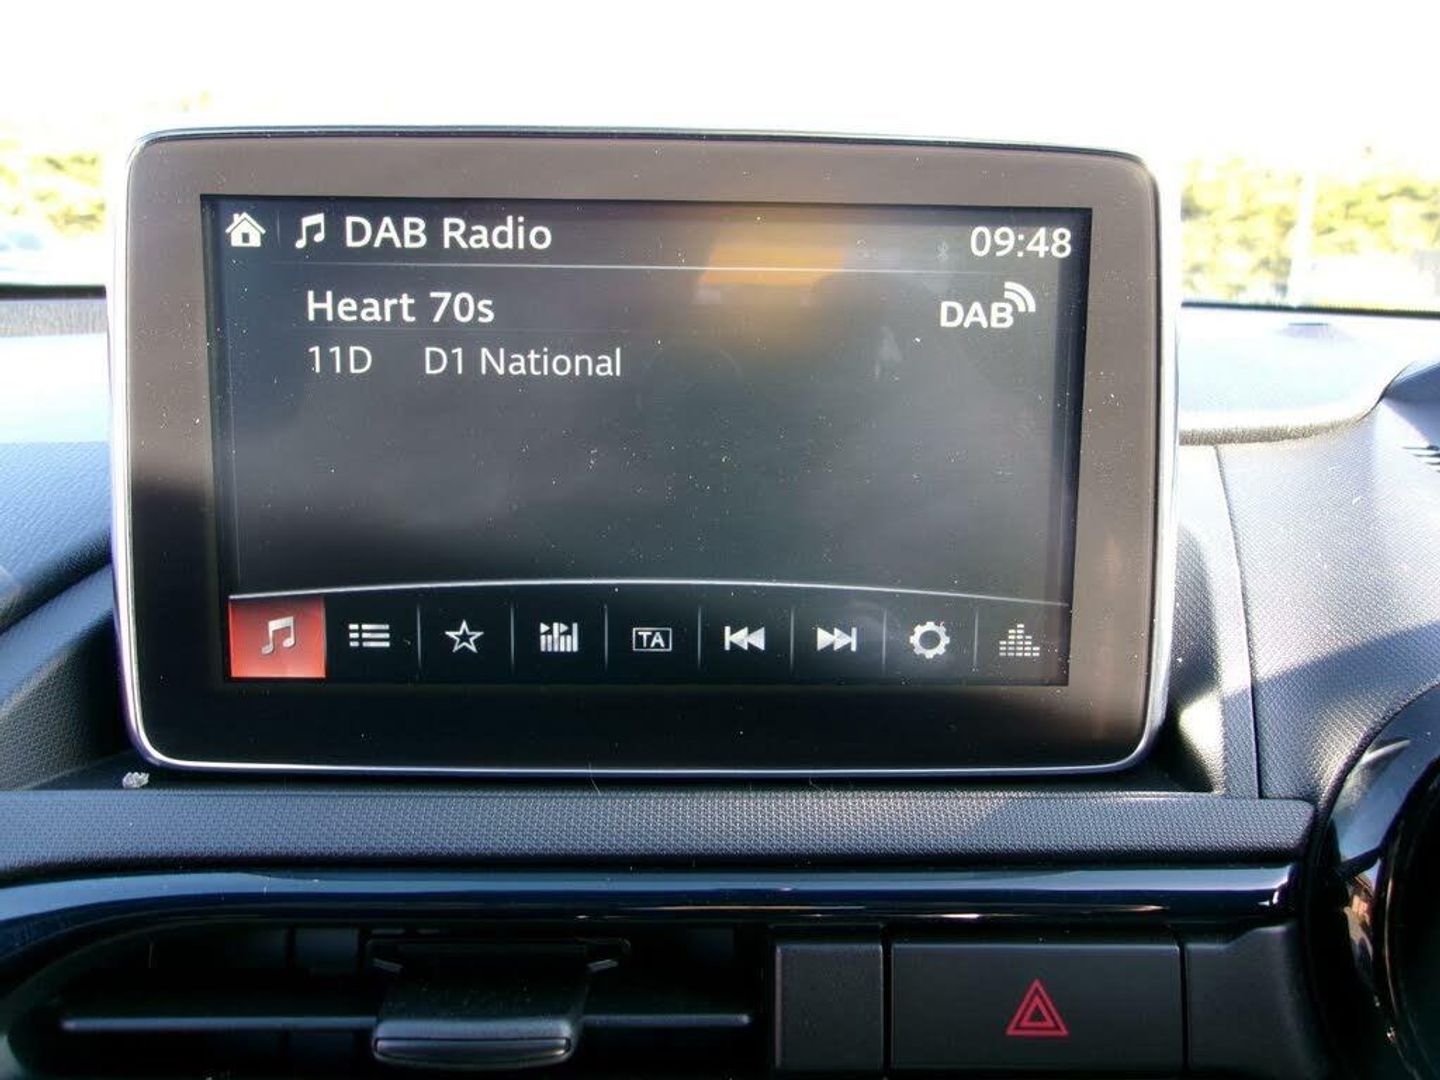 DAB Radio 09:48
Heart 70s DAB
11D D1 National
TA